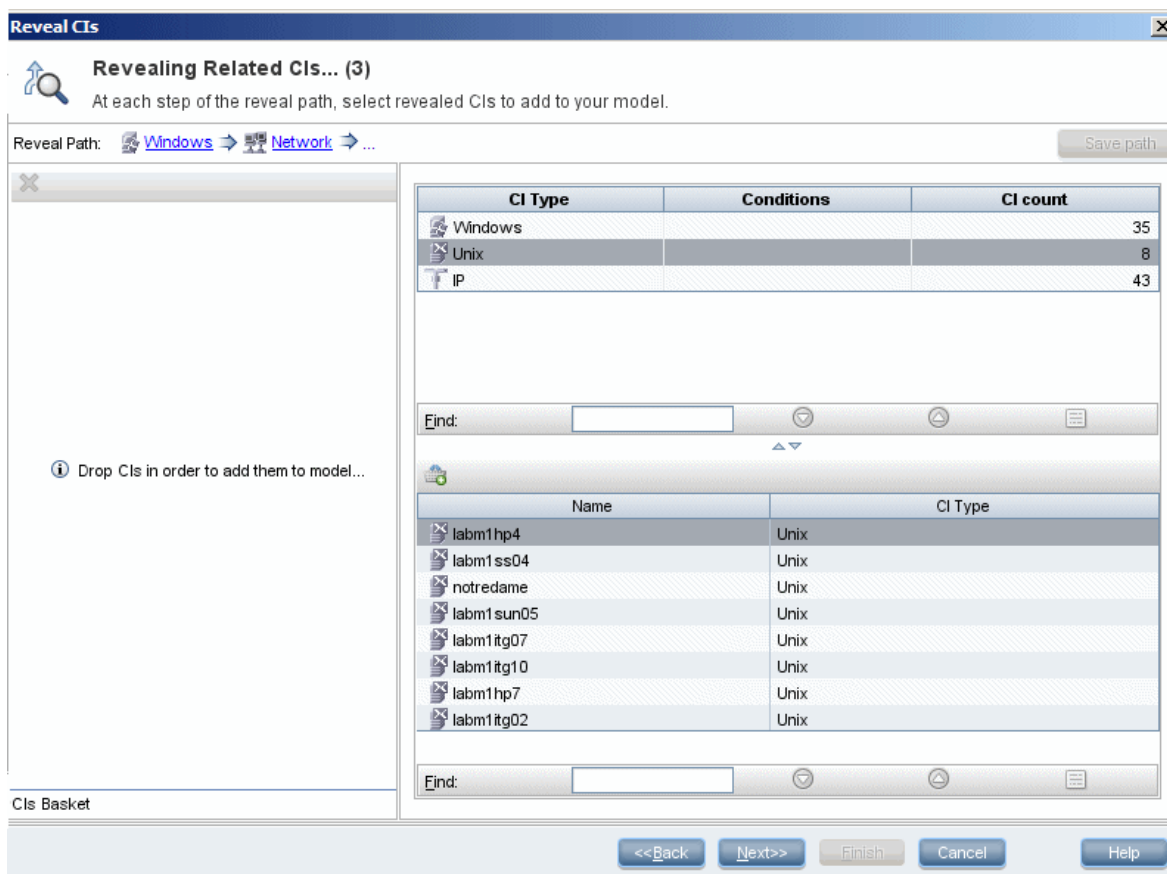 Reveal CIs
Revealing Related CIs... (3)
At each step of the reveal path, select revealed CIs to add to your model.
Reveal Path: Windows Network ...
Save path
CI Type Conditions CI count
Windows 35
Unix 8
IP 43
Find:
Drop CIs in order to add them to model...
Name CI Type
labm1hp4 Unix
labm1ss04 Unix
notredame Unix
labm1sun05 Unix
labm1itg07 Unix
labm1itg10 Unix
labm1hp7 Unix
labm1itg02 Unix
Find:
CIs Basket
<<Back Next>> Finish Cancel Help